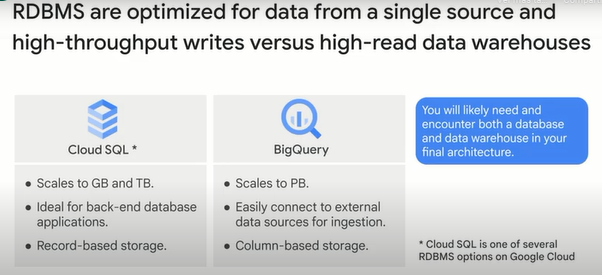 RDBMS are optimized for data from a single source and
high-throughput writes versus high-read data warehouses
Cloud SQL *
BigQuery
• Scales to GB and TB.
• Ideal for back-end database
applications.
• Record-based storage.
• Scales to PB.
• Easily connect to external
data sources for ingestion.
• Column-based storage.
You will likely need and
encounter both a database
and data warehouse in your
final architecture.
* Cloud SQL is one of several
RDBMS options on Google Cloud